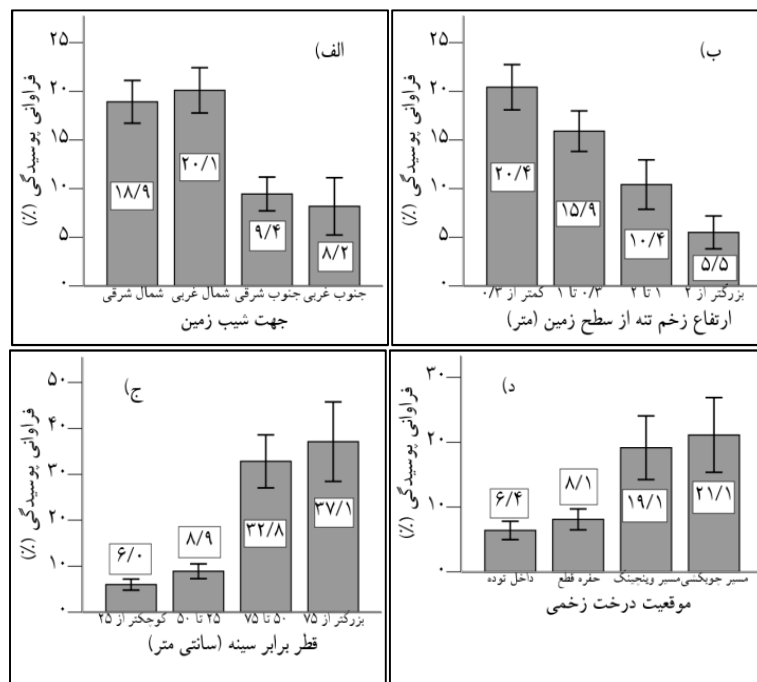 الف)
فراوانی پوسیدگی (%)
۲۵
۲۰
۱۵
۱۰
۵
۰
۱۸/۹
۲۰/۱
۹/۴
۸/۲
شمال شرقی
شمال غربی
جنوب شرقی
جنوب غربی
جهت شیب زمین
ب)
فراوانی پوسیدگی (%)
۲۵
۲۰
۱۵
۱۰
۵
۰
۲۰/۴
۱۵/۹
۱۰/۴
۵/۵
کمتر از ۰/۳
۰/۳ تا ۱
۱ تا ۲
بزرگتر از ۲
ارتفاع زخم تنه از سطح زمین (متر)
ج)
فراوانی پوسیدگی (%)
۵۰
۴۰
۳۰
۲۰
۱۰
۰
۶/۰
۸/۹
۳۲/۸
۳۷/۱
کوچکتر از ۲۵
۲۵ تا ۵۰
۵۰ تا ۷۵
بزرگتر از ۷۵
قطر برابر سینه (سانتی متر)
د)
فراوانی پوسیدگی (%)
۳۰
۲۰
۱۰
۰
۶/۴
۸/۱
۱۹/۱
۲۱/۱
داخل توده
حفره قطع
مسیر وینچینگ
مسیر چوبکشی
موقعیت درخت زخمی